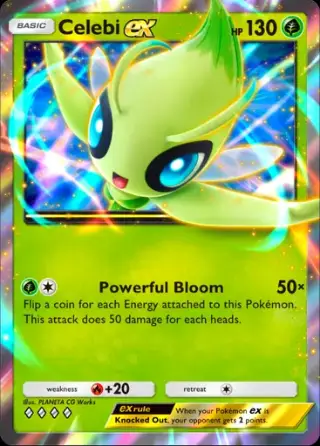 BASIC Celebi ex HP 130
Powerful Bloom 50×
Flip a coin for each Energy attached to this Pokémon.
This attack does 50 damage for each heads.
weakness +20 retreat
Illus. PLANETA CG Works
ex rule When your Pokémon ex is
Knocked Out, your opponent gets 2 points.